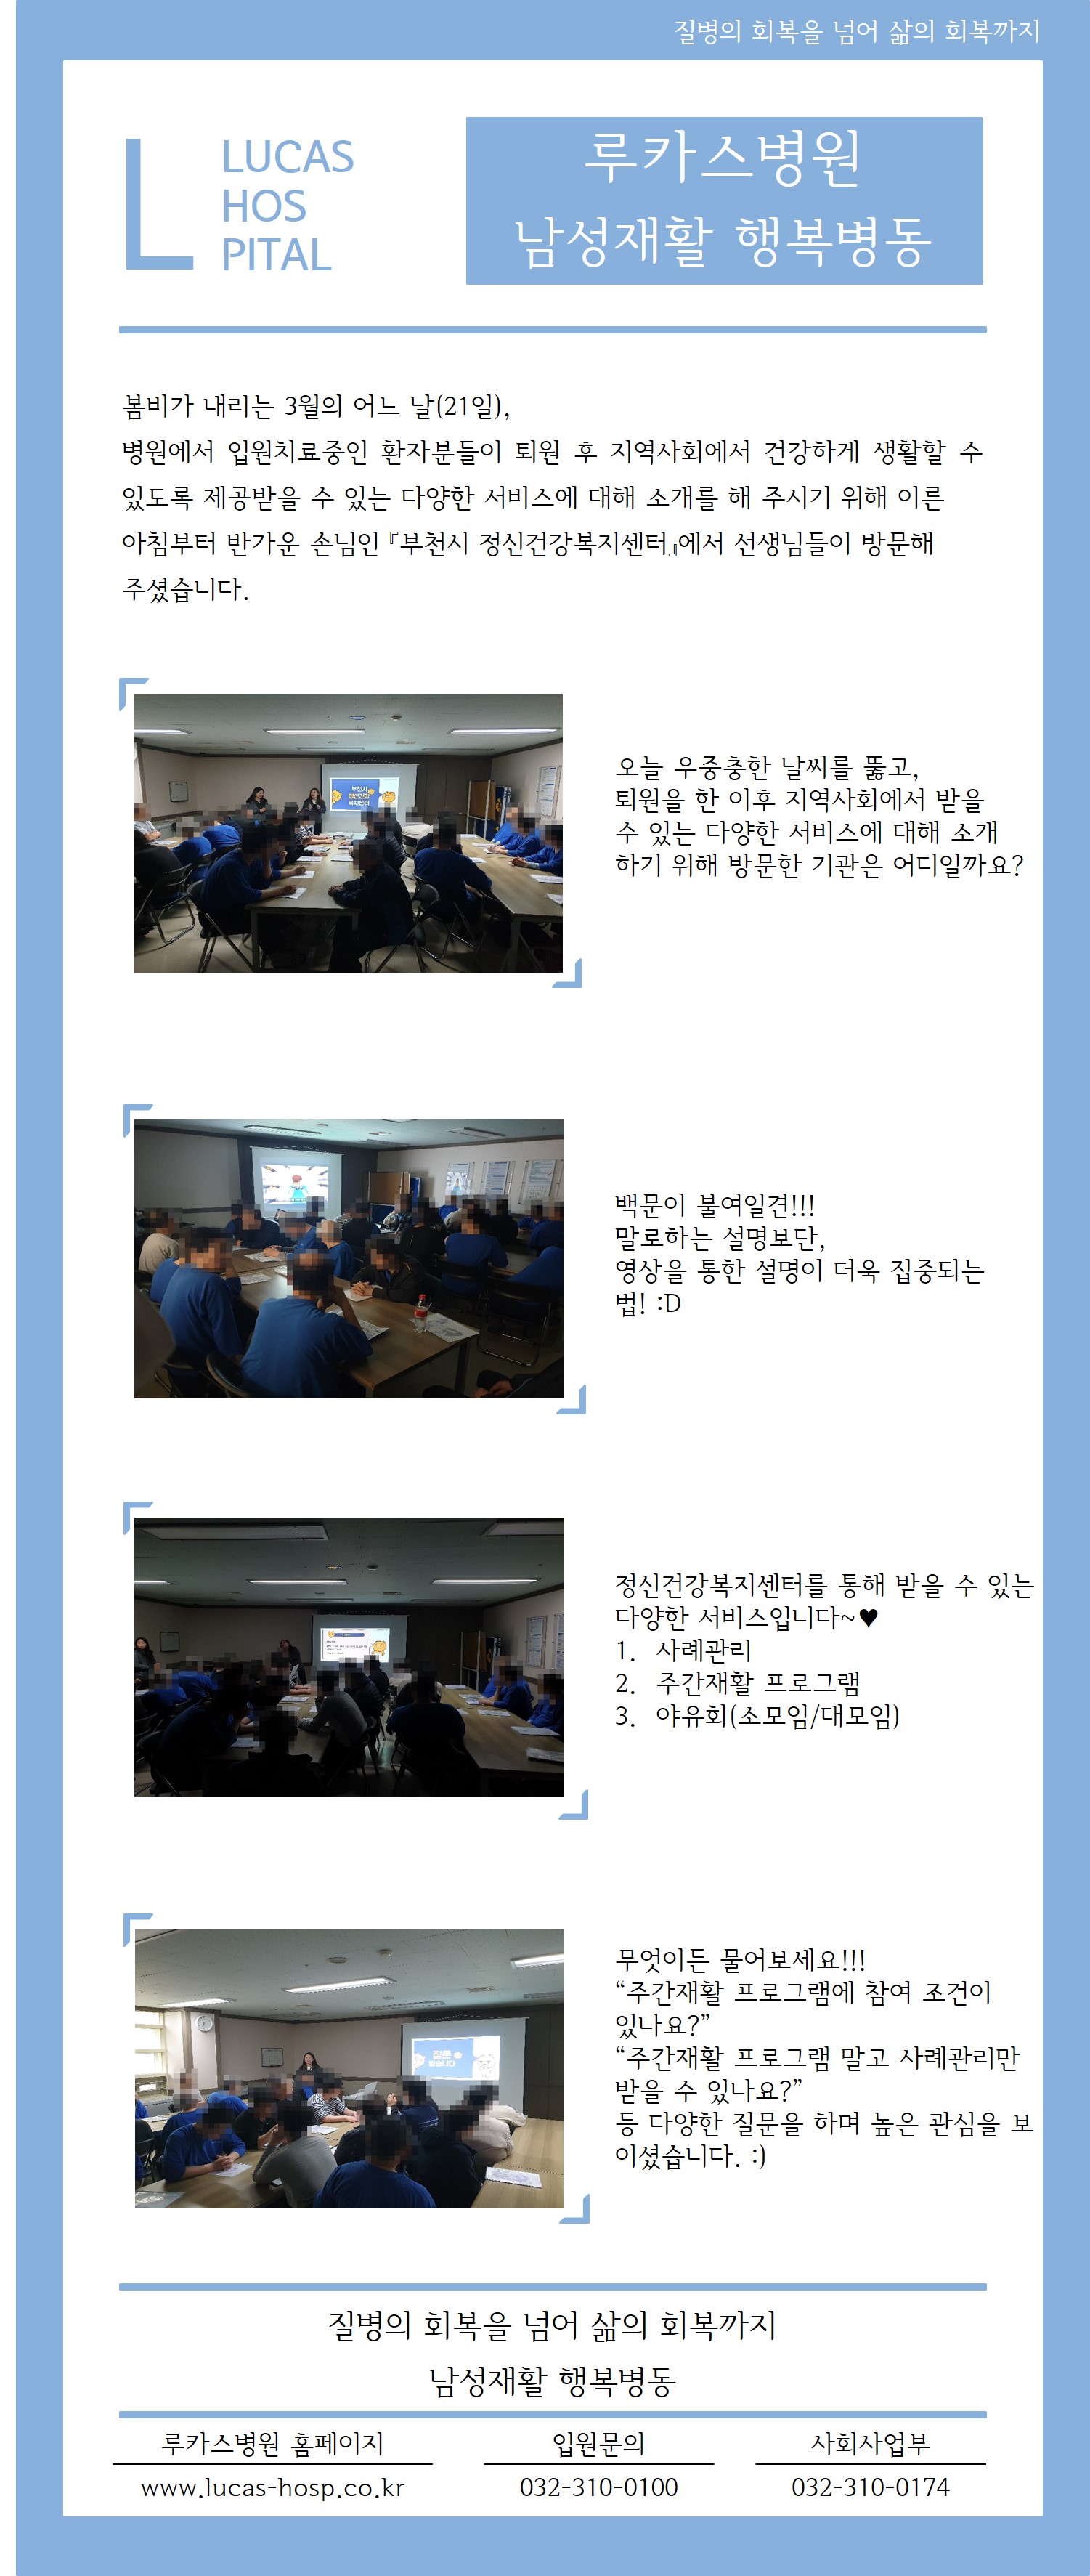 질병의 회복을 넘어 삶의 회복까지
L
LUCAS
HOS
PITAL
루카스병원
남성재활 행복병동
봄비가 내리는 3월의 어느 날(21일),
병원에서 입원치료중인 환자분들이 퇴원 후 지역사회에서 건강하게 생활할 수
있도록 제공받을 수 있는 다양한 서비스에 대해 소개를 해 주시기 위해 이른
아침부터 반가운 손님인『부천시 정신건강복지센터』에서 선생님들이 방문해
주셨습니다.
부천시
정신건강
복지센터
오늘 우중충한 날씨를 뚫고,
퇴원을 한 이후 지역사회에서 받을
수 있는 다양한 서비스에 대해 소개
하기 위해 방문한 기관은 어디일까요?
백문이 불여일견!!!
말로하는 설명보단,
영상을 통한 설명이 더욱 집중되는
법! :D
정신건강복지센터를 통해 받을 수 있는
다양한 서비스입니다~♥
1. 사례관리
2. 주간재활 프로그램
3. 야유회(소모임/대모임)
질문
받습니다
무엇이든 물어보세요!!!
“주간재활 프로그램에 참여 조건이
있나요?”
“주간재활 프로그램 말고 사례관리만
받을 수 있나요?”
등 다양한 질문을 하며 높은 관심을 보
이셨습니다. :)
질병의 회복을 넘어 삶의 회복까지
남성재활 행복병동
루카스병원 홈페이지
www.lucas-hosp.co.kr
입원문의
032-310-0100
사회사업부
032-310-0174